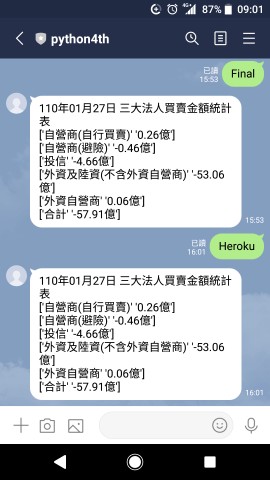 87% 09:01
python4th
已讀
15:53
Final
110年01月27日 三大法人買賣金額統計
表
['自營商(自行買賣)' '0.26億']
['自營商(避險)' '-0.46億']
['投信' '-4.66億']
['外資及陸資(不含外資自營商)' '-53.06
億']
['外資自營商' '0.06億']
['合計' '-57.91億']
15:53
已讀
16:01
Heroku
110年01月27日 三大法人買賣金額統計
表
['自營商(自行買賣)' '0.26億']
['自營商(避險)' '-0.46億']
['投信' '-4.66億']
['外資及陸資(不含外資自營商)' '-53.06
億']
['外資自營商' '0.06億']
['合計' '-57.91億']
16:01